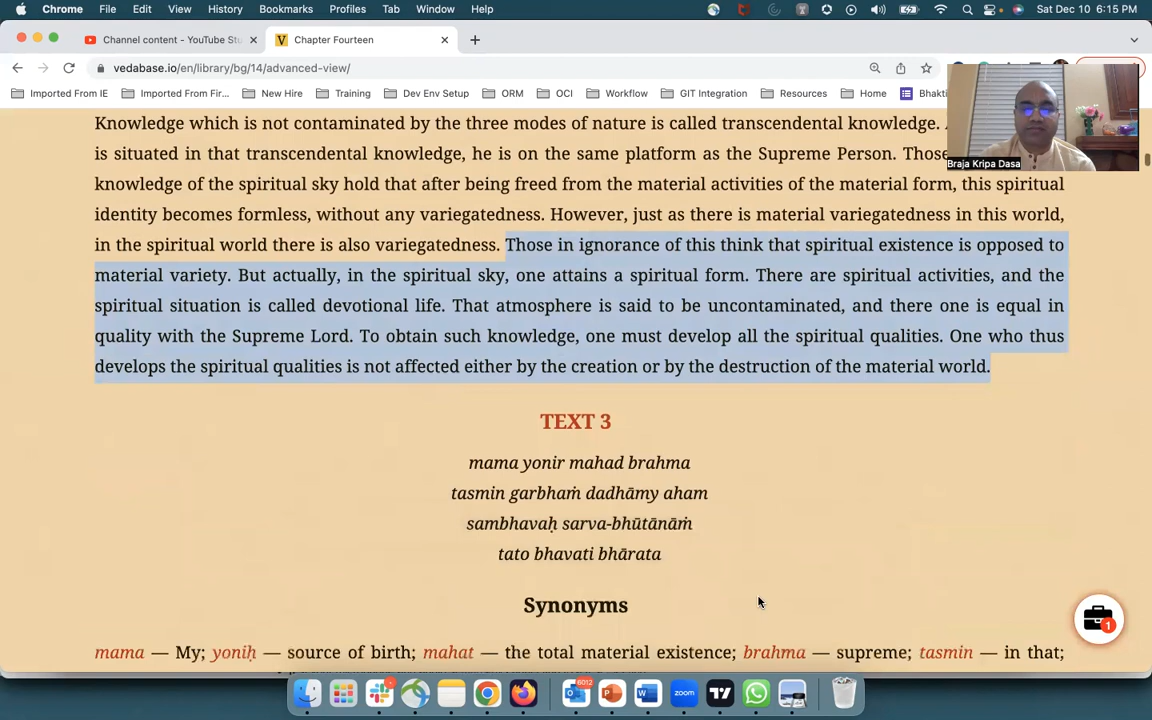 Chrome File Edit View History Bookmarks Profiles Tab Window Help Sat Dec 10 6:15 PM
Channel content - YouTube Stu Chapter Fourteen
vedabase.io/en/library/bg/14/advanced-view/
Imported From IE Imported From Fir... New Hire Training Dev Env Setup ORM OCI Workflow GIT Integration Resources Home Bhakti
Knowledge which is not contaminated by the three modes of nature is called transcendental knowledge.
is situated in that transcendental knowledge, he is on the same platform as the Supreme Person. Those
knowledge of the spiritual sky hold that after being freed from the material activities of the material form, this spiritual
identity becomes formless, without any variegatedness. However, just as there is material variegatedness in this world,
in the spiritual world there is also variegatedness. Those in ignorance of this think that spiritual existence is opposed to
material variety. But actually, in the spiritual sky, one attains a spiritual form. There are spiritual activities, and the
spiritual situation is called devotional life. That atmosphere is said to be uncontaminated, and there one is equal in
quality with the Supreme Lord. To obtain such knowledge, one must develop all the spiritual qualities. One who thus
develops the spiritual qualities is not affected either by the creation or by the destruction of the material world.
Braja Kripa Dasa
TEXT 3
mama yonir mahad brahma
tasmin garbhaṁ dadhāmy aham
sambhavaḥ sarva-bhūtānāṁ
tato bhavati bhārata
Synonyms
mama — My; yoniḥ — source of birth; mahat — the total material existence; brahma — supreme; tasmin — in that;
1
6012
zoom